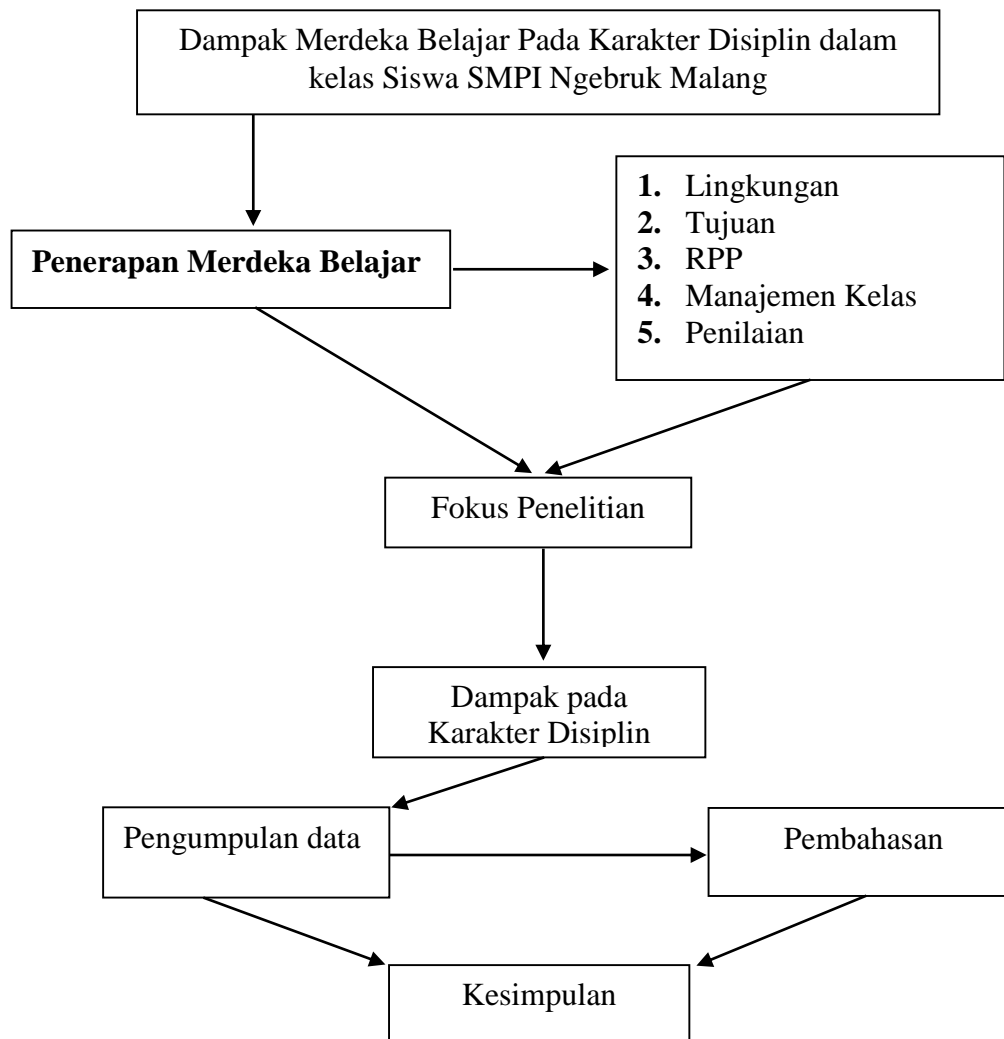 Dampak Merdeka Belajar Pada Karakter Disiplin dalam
kelas Siswa SMPI Ngebruk Malang
1. Lingkungan
2. Tujuan
3. RPP
4. Manajemen Kelas
5. Penilaian
Penerapan Merdeka Belajar
Fokus Penelitian
Dampak pada
Karakter Disiplin
Pengumpulan data
Pembahasan
Kesimpulan